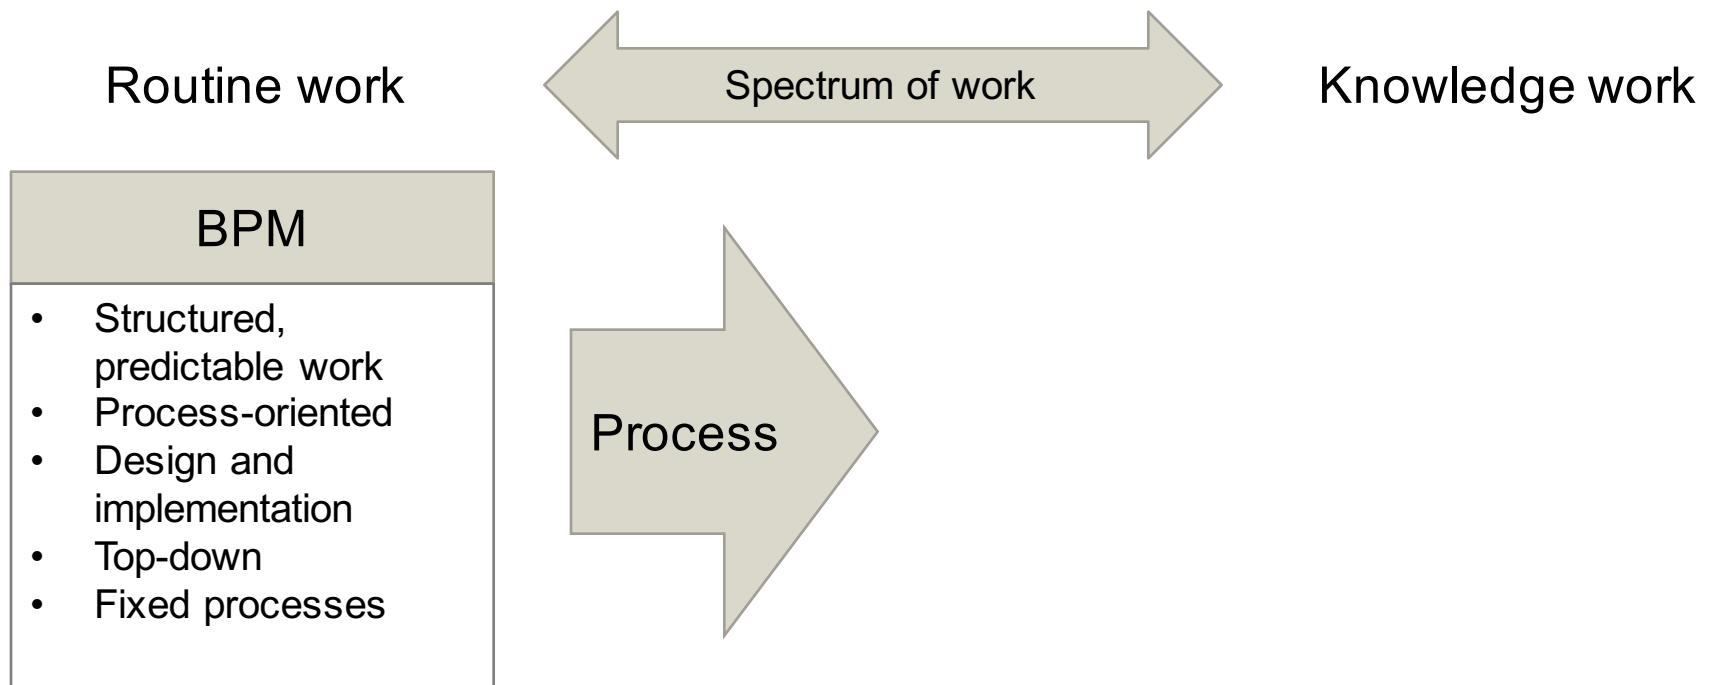 Routine work
Spectrum of work
Knowledge work
BPM
• Structured,
predictable work
• Process-oriented
• Design and
implementation
• Top-down
• Fixed processes
Process